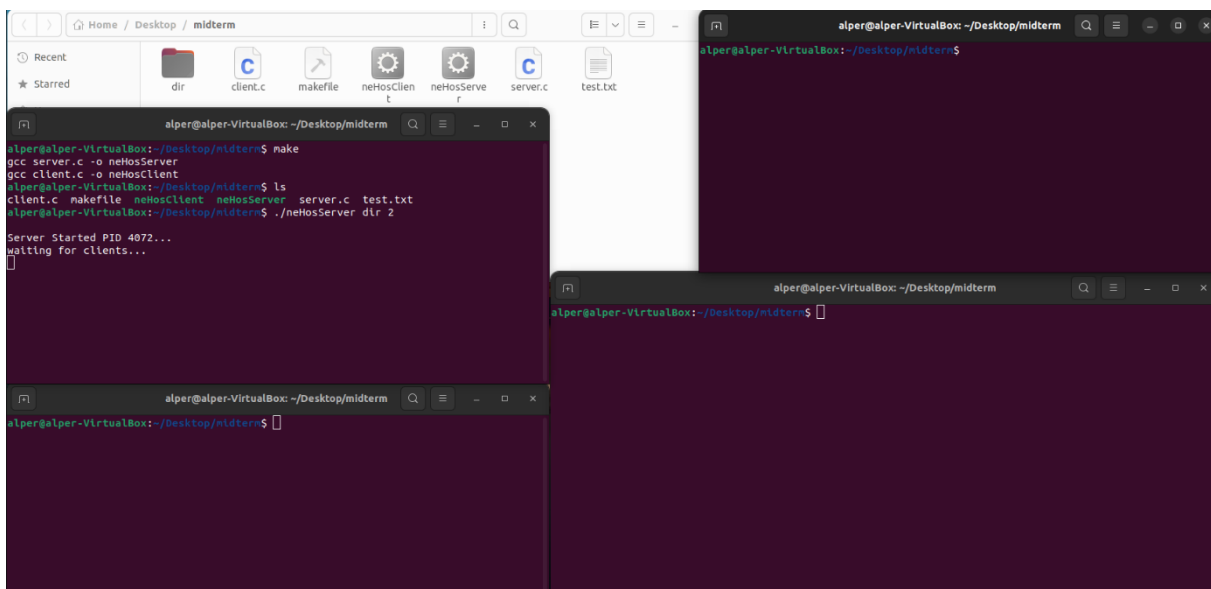 Home / Desktop / midterm
Recent
Starred
dir
client.c
makefile
neHosClien
t
neHosServe
r
server.c
test.txt
alper@alper-VirtualBox: ~/Desktop/midterm
alper@alper-VirtualBox:~/Desktop/midterm$ make
gcc server.c -o neHosServer
gcc client.c -o neHosClient
alper@alper-VirtualBox:~/Desktop/midterm$ ls
client.c makefile neHosClient neHosServer server.c test.txt
alper@alper-VirtualBox:~/Desktop/midterm$ ./neHosServer dir 2
Server Started PID 4072...
waiting for clients...
alper@alper-VirtualBox: ~/Desktop/midterm
alper@alper-VirtualBox:~/Desktop/midterm$
alper@alper-VirtualBox: ~/Desktop/midterm
alper@alper-VirtualBox:~/Desktop/midterm$
alper@alper-VirtualBox: ~/Desktop/midterm
alper@alper-VirtualBox:~/Desktop/midterm$